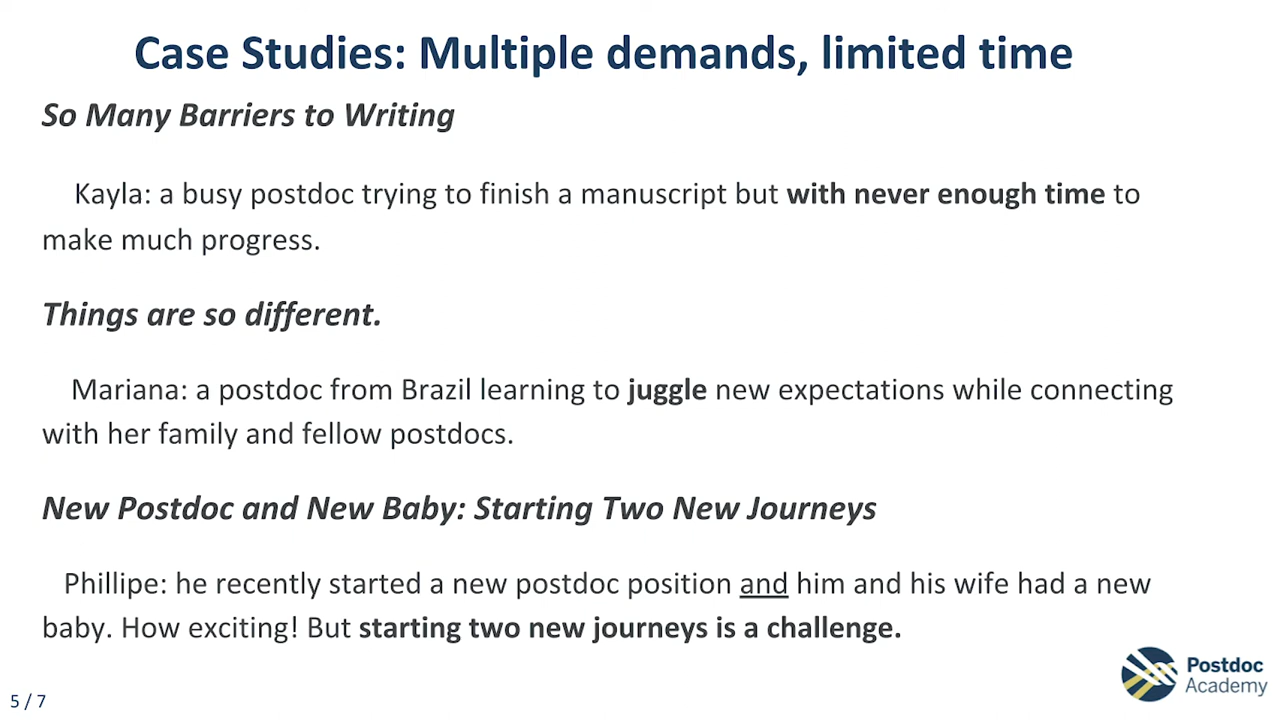 Case Studies: Multiple demands, limited time
So Many Barriers to Writing
Kayla: a busy postdoc trying to finish a manuscript but with never enough time to
make much progress.
Things are so different.
Mariana: a postdoc from Brazil learning to juggle new expectations while connecting
with her family and fellow postdocs.
New Postdoc and New Baby: Starting Two New Journeys
Phillipe: he recently started a new postdoc position and him and his wife had a new
baby. How exciting! But starting two new journeys is a challenge.
Postdoc
Academy
5 / 7